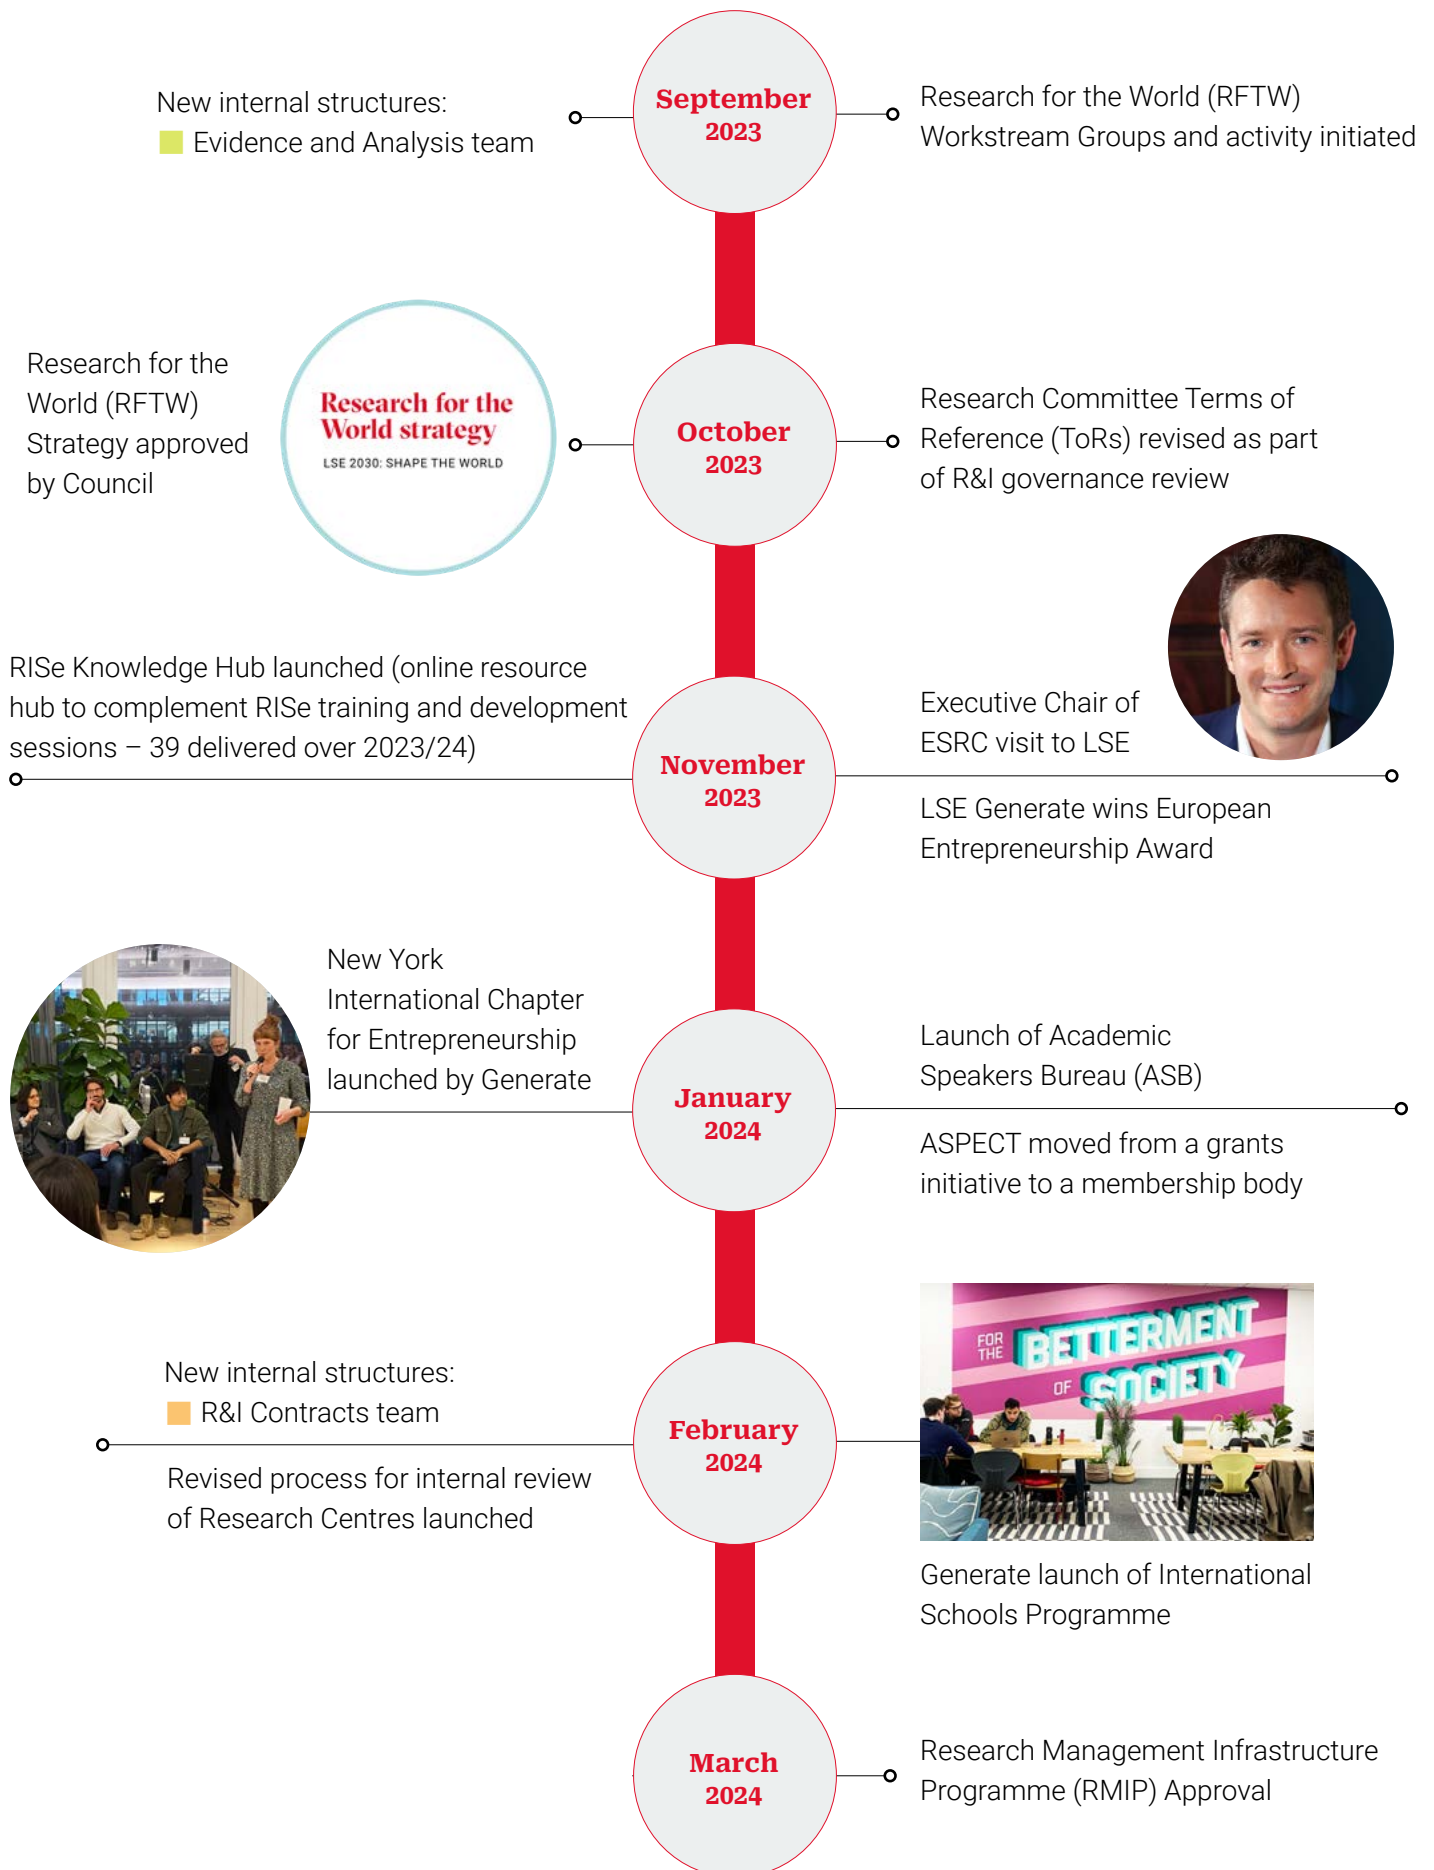 September
2023
New internal structures:
Evidence and Analysis team
Research for the World (RFTW)
Workstream Groups and activity initiated
October
2023
Research for the
World (RFTW)
Strategy approved
by Council
Research for the
World strategy
LSE 2030: SHAPE THE WORLD
Research Committee Terms of
Reference (ToRs) revised as part
of R&I governance review
November
2023
RISe Knowledge Hub launched (online resource
hub to complement RISe training and development
sessions – 39 delivered over 2023/24)
Executive Chair of
ESRC visit to LSE
LSE Generate wins European
Entrepreneurship Award
January
2024
New York
International Chapter
for Entrepreneurship
launched by Generate
Launch of Academic
Speakers Bureau (ASB)
ASPECT moved from a grants
initiative to a membership body
February
2024
New internal structures:
R&I Contracts team
Revised process for internal review
of Research Centres launched
FOR
THE
BETTERMENT
OF SOCIETY
Generate launch of International
Schools Programme
March
2024
Research Management Infrastructure
Programme (RMIP) Approval